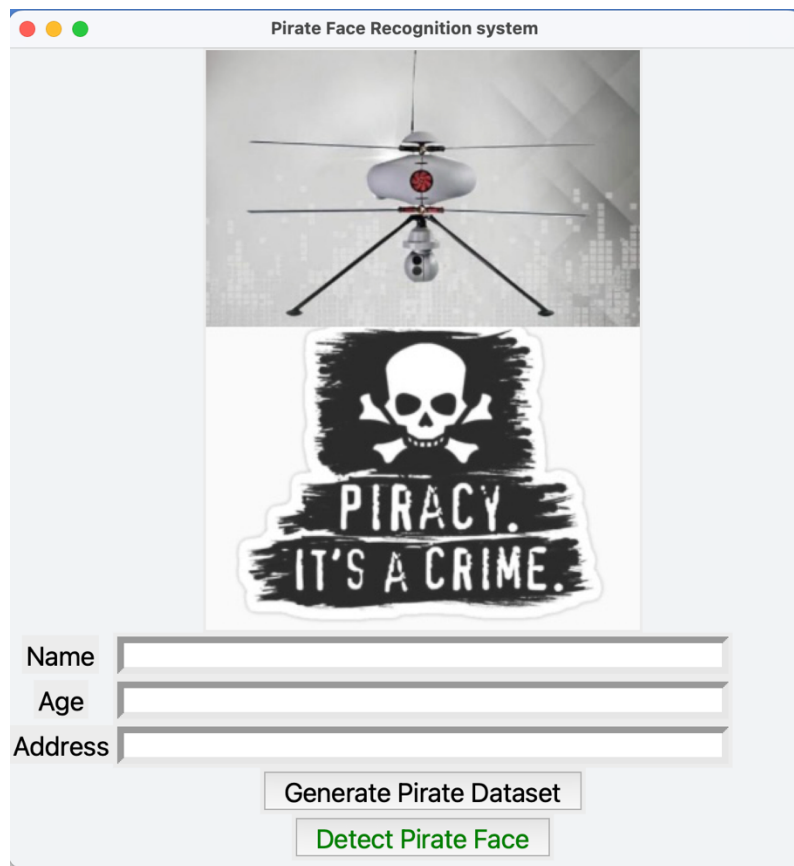 Pirate Face Recognition system
PIRACY.
IT'S A CRIME.
Name
Age
Address
Generate Pirate Dataset
Detect Pirate Face